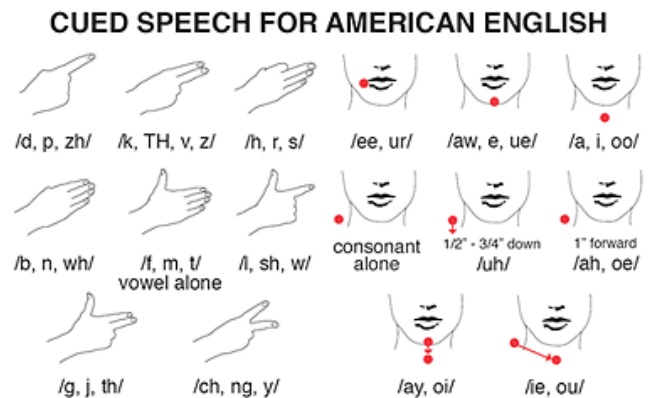 CUED SPEECH FOR AMERICAN ENGLISH
/d, p, zh/
/k, TH, v, z/
/h, r, s/
/ee, ur/
/aw, e, ue/
/a, i, oo/
/b, n, wh/
/f, m, t/
vowel alone
/l, sh, w/
consonant
alone
1/2" - 3/4" down
/uh/
1" forward
/ah, oe/
/g, j, th/
/ch, ng, y/
/ay, oi/
/ie, ou/